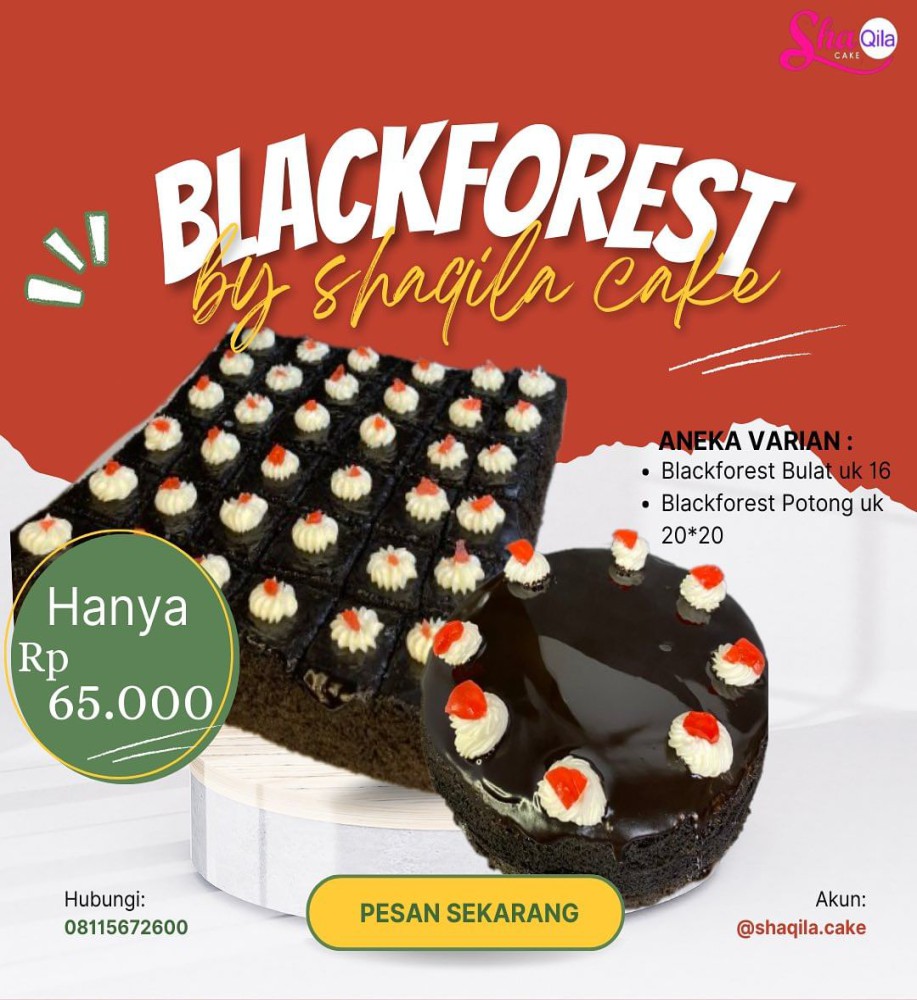 ShaQila
CAKE
BLACKFOREST
by shaqila cake
ANEKA VARIAN :
• Blackforest Bulat uk 16
• Blackforest Potong uk
20*20
Hanya
Rp
65.000
Hubungi:
08115672600
PESAN SEKARANG
Akun:
@shaqila.cake